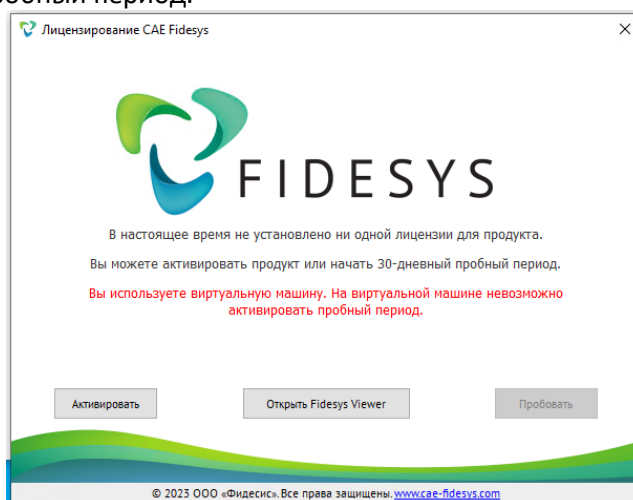 Лицензирование CAE Fidesys
FIDESYS
В настоящее время не установлено ни одной лицензии для продукта.
Вы можете активировать продукт или начать 30-дневный пробный период.
Вы используете виртуальную машину. На виртуальной машине невозможно
активировать пробный период.
Активировать Открыть Fidesys Viewer Пробовать
© 2023 ООО «Фидесис». Все права защищены. www.cae-fidesys.com